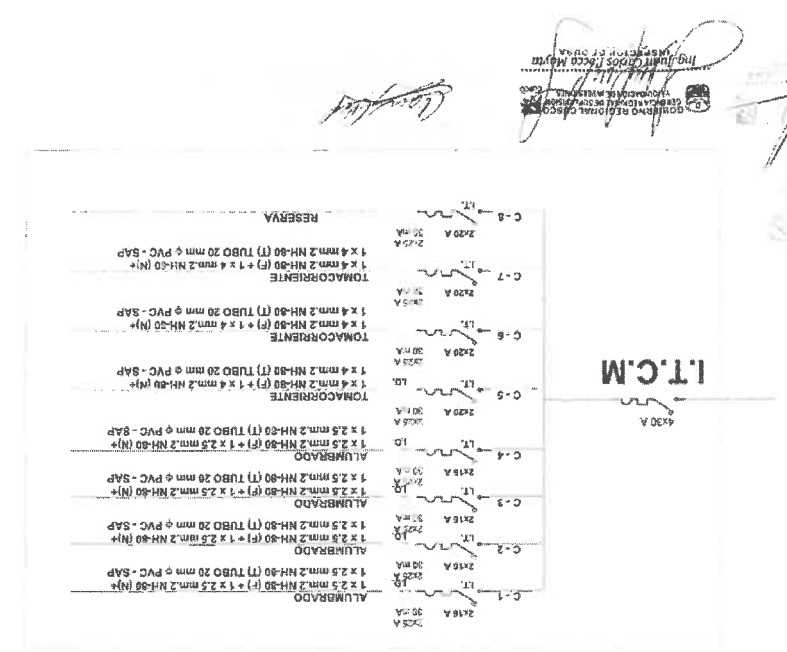 2x16 A 2x25 A
30 mA
C - 1 I.T. I.D. ALUMBRADO
1 x 2.5 mm.2 NH-80 (F) + 1 x 2.5 mm.2 NH-80 (N)+
1 x 2.5 mm.2 NH-80 (T) TUBO 20 mm φ PVC - SAP
2x16 A 2x25 A
30 mA
C - 2 I.T. I.D. ALUMBRADO
1 x 2.5 mm.2 NH-80 (F) + 1 x 2.5 mm.2 NH-80 (N)+
1 x 2.5 mm.2 NH-80 (T) TUBO 20 mm φ PVC - SAP
2x16 A 2x25 A
30 mA
C - 3 I.T. I.D. ALUMBRADO
1 x 2.5 mm.2 NH-80 (F) + 1 x 2.5 mm.2 NH-80 (N)+
1 x 2.5 mm.2 NH-80 (T) TUBO 20 mm φ PVC - SAP
2x16 A 2x25 A
30 mA
C - 4 I.T. I.D. ALUMBRADO
1 x 2.5 mm.2 NH-80 (F) + 1 x 2.5 mm.2 NH-80 (N)+
1 x 2.5 mm.2 NH-80 (T) TUBO 20 mm φ PVC - SAP
4x30 A
I.T.C.M
2x20 A 2x25 A
30 mA
C - 5 I.T. I.D. TOMACORRIENTE
1 x 4 mm.2 NH-80 (F) + 1 x 4 mm.2 NH-80 (N)+
1 x 4 mm.2 NH-80 (T) TUBO 20 mm φ PVC - SAP
2x20 A 2x25 A
30 mA
C - 6 I.T. TOMACORRIENTE
1 x 4 mm.2 NH-80 (F) + 1 x 4 mm.2 NH-80 (N)+
1 x 4 mm.2 NH-80 (T) TUBO 20 mm φ PVC - SAP
2x20 A 2x25 A
30 mA
C - 7 I.T. TOMACORRIENTE
1 x 4 mm.2 NH-80 (F) + 1 x 4 mm.2 NH-80 (N)+
1 x 4 mm.2 NH-80 (T) TUBO 20 mm φ PVC - SAP
2x20 A 2x25 A
30 mA
C - 8 I.T. RESERVA
GOBIERNO REGIONAL CUSCO
GERENCIA REGIONAL DE SUPERVISIÓN
Y LIQUIDACIÓN DE INVERSIONES
Ing. Juan Carlos Mayta
INSPECTOR DE OBRA